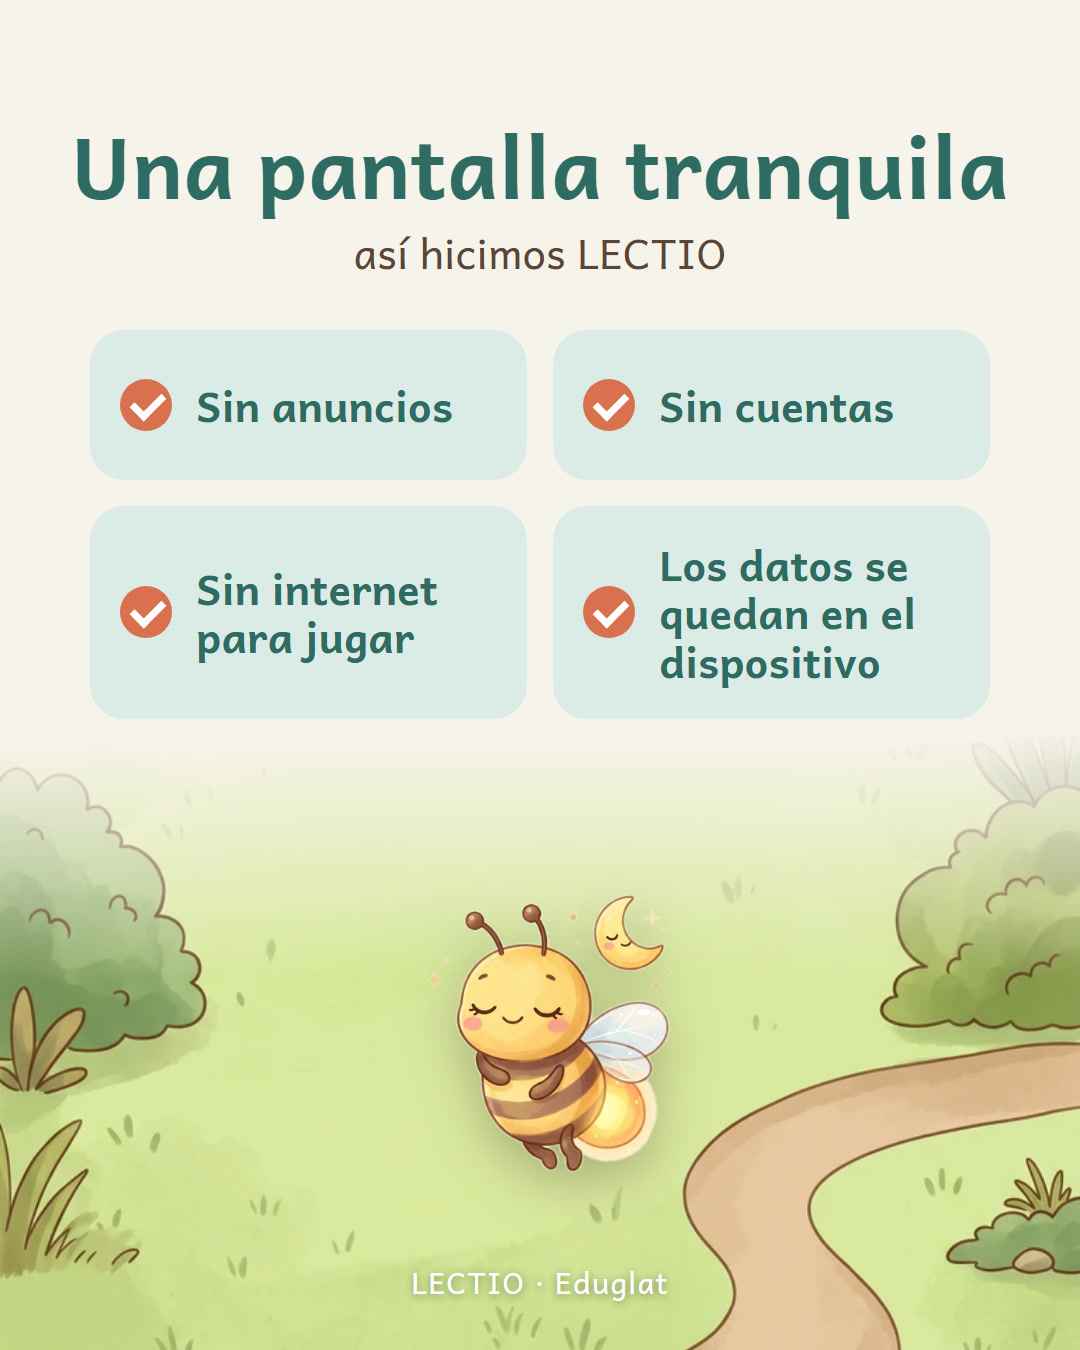 Una pantalla tranquila
así hicimos LECTIO
Sin anuncios
Sin cuentas
Sin internet
para jugar
Los datos se
quedan en el
dispositivo
LECTIO · Eduglat